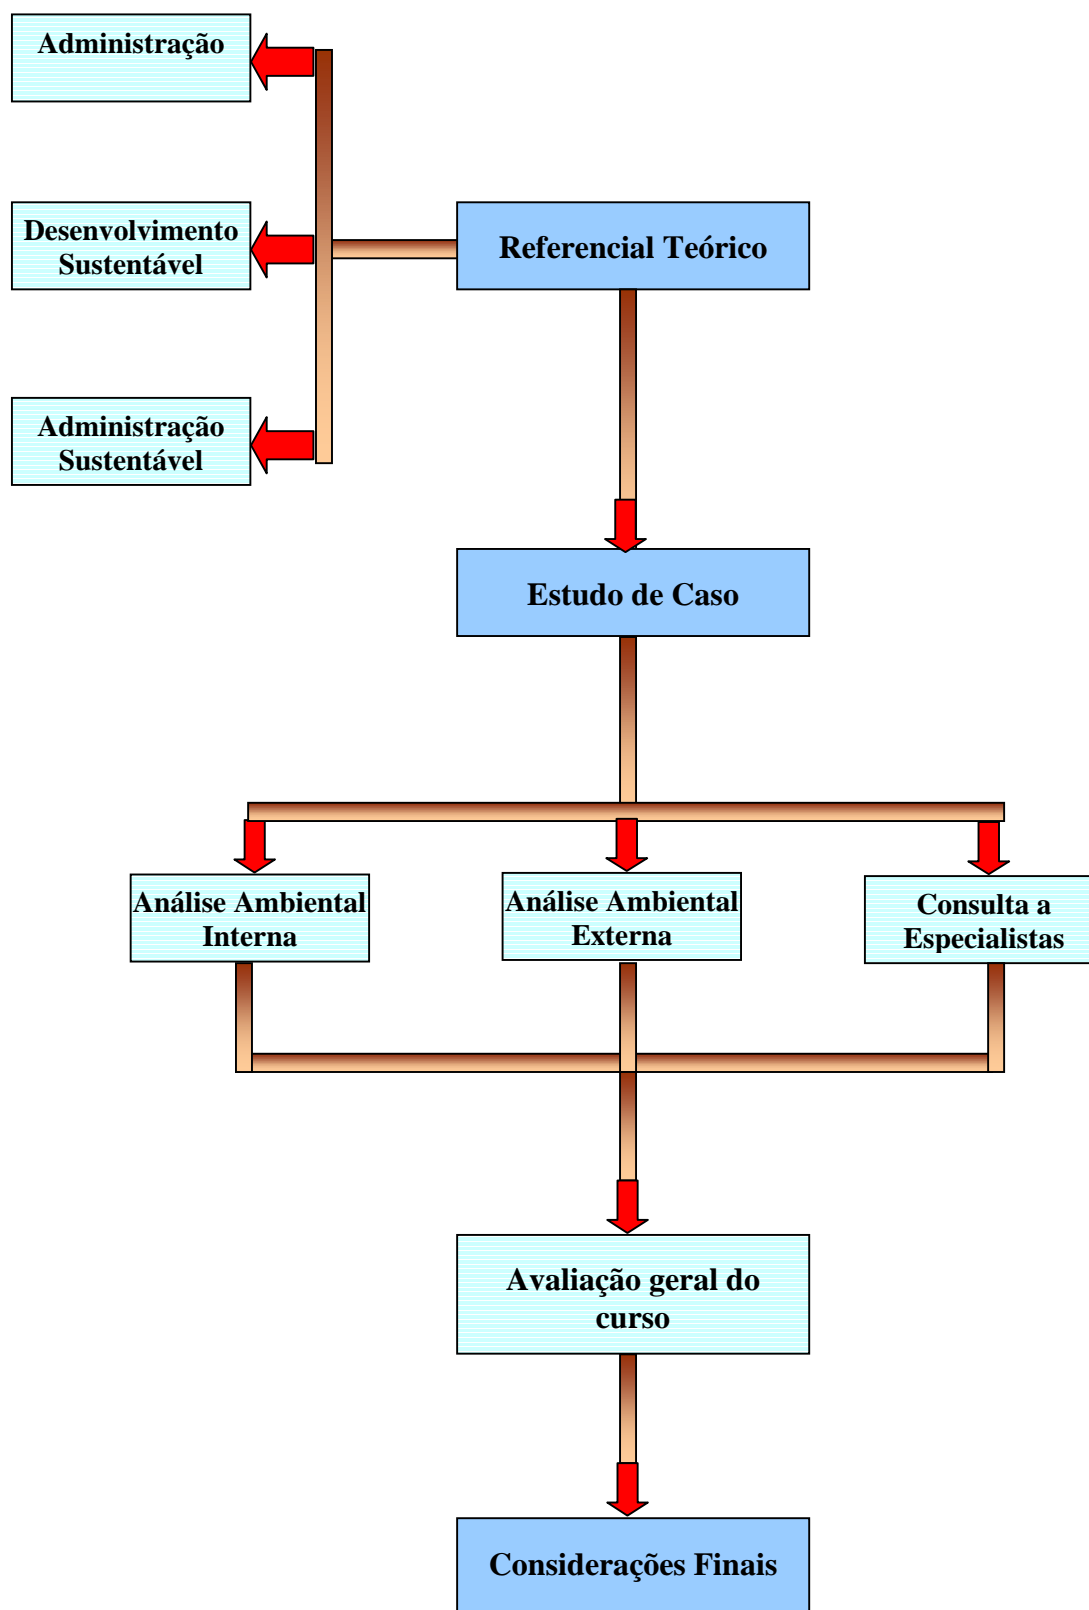 Administração
Desenvolvimento
Sustentável
Referencial Teórico
Administração
Sustentável
Estudo de Caso
Análise Ambiental
Interna
Análise Ambiental
Externa
Consulta a
Especialistas
Avaliação geral do
curso
Considerações Finais